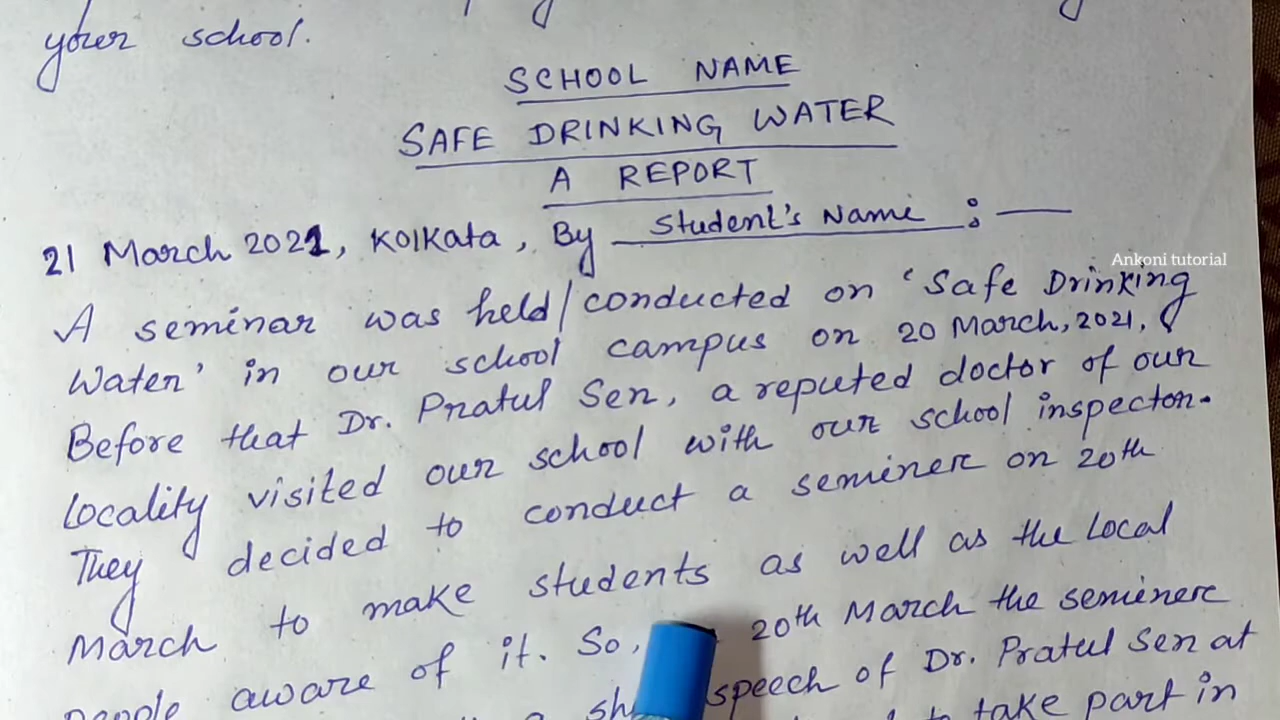 your school.
SCHOOL NAME
SAFE DRINKING WATER
A REPORT
21 March 2021, Kolkata, By Student's Name : —
Ankoni tutorial
A seminar was held/conducted on 'Safe Drinking
Water' in our school campus on 20 March, 2021.
Before that Dr. Pratul Sen, a reputed doctor of our
locality visited our school with our school inspector.
They decided to conduct a seminer on 20th
March to make students as well as the local
people aware of it. So, 20th March the seminer
speech of Dr. Pratul Sen at
to take part in